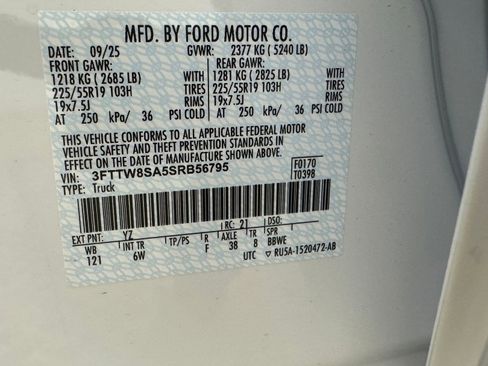 MFD. BY FORD MOTOR CO.
DATE: 09/25 GVWR: 2377 KG ( 5240 LB)
FRONT GAWR: REAR GAWR:
1218 KG ( 2685 LB) WITH 1281 KG ( 2825 LB) WITH
225/55R19 103H TIRES 225/55R19 103H TIRES
19x7.5J RIMS 19x7.5J RIMS
AT 250 kPa/ 36 PSI COLD AT 250 kPa/ 36 PSI COLD
THIS VEHICLE CONFORMS TO ALL APPLICABLE FEDERAL MOTOR
VEHICLE SAFETY AND THEFT PREVENTION STANDARDS IN
EFFECT ON THE DATE OF MANUFACTURE SHOWN ABOVE.
VIN: 3FTTW8SA5SRB56795 F0170
TYPE: Truck T0398
EXT PNT: YZ RC: 21
WB INT TR TP/PS R AXLE TR SPR
121 6W F 38 8 BBWE
UTC ▽ RU5A-1520472-AB